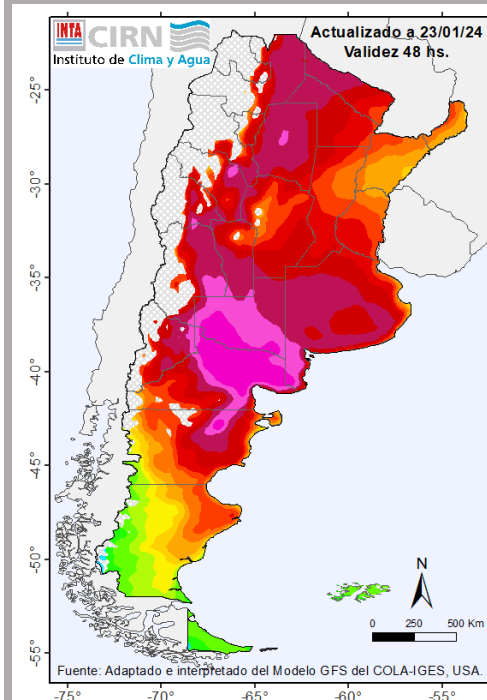 INTA CIRN
Instituto de Clima y Agua
Actualizado a 23/01/24
Validez 48 hs.
-25°
-30°
-35°
-40°
-45°
-50°
-55°
N
0 250 500 Km
Fuente: Adaptado e interpretado del Modelo GFS del COLA-IGES, USA.
-75° -70° -65° -60° -55°